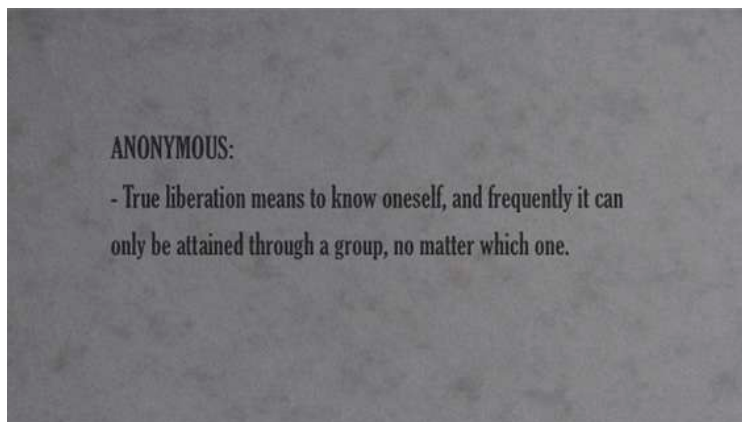 ANONYMOUS:
- True liberation means to know oneself, and frequently it can
only be attained through a group, no matter which one.